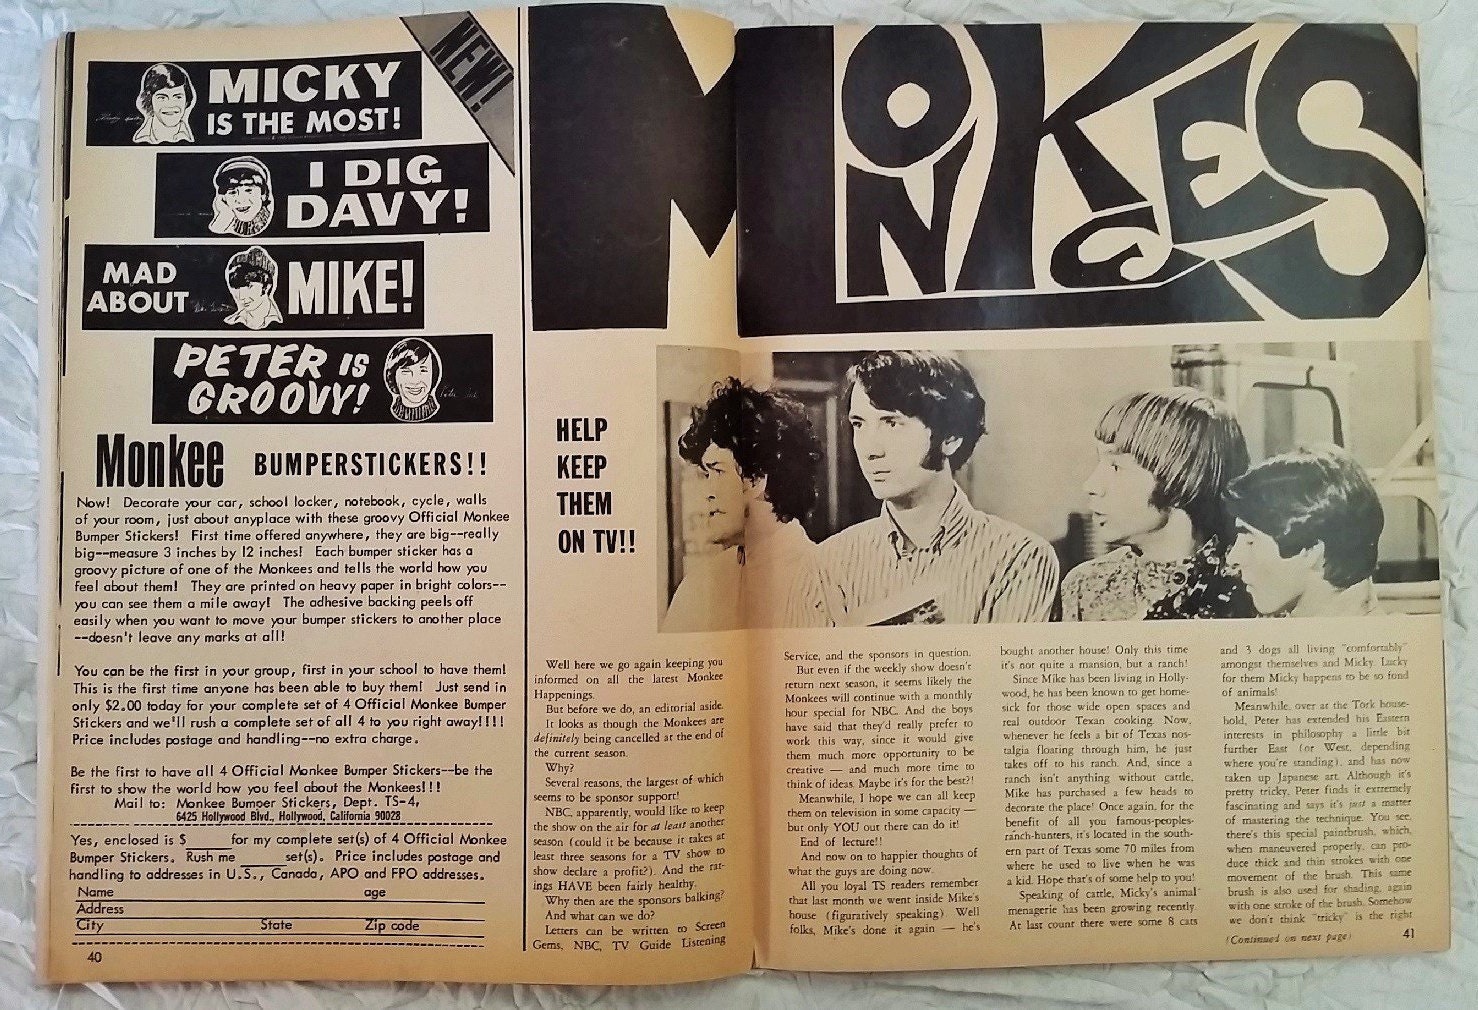 NEW!
MICKY
IS THE MOST!
I DIG
DAVY!
MAD
ABOUT
MIKE!
PETER IS
GROOVY!
Monkee BUMPERSTICKERS!!
Now! Decorate your car, school locker, notebook, cycle, walls
of your room, just about anyplace with these groovy Official Monkee
Bumper Stickers! First time offered anywhere, they are big--really
big--measure 3 inches by 12 inches! Each bumper sticker has a
groovy picture of one of the Monkees and tells the world how you
feel about them! They are printed on heavy paper in bright colors--
you can see them a mile away! The adhesive backing peels off
easily when you want to move your bumper stickers to another place
--doesn't leave any marks at all!
You can be the first in your group, first in your school to have them!
This is the first time anyone has been able to buy them! Just send in
only $2.00 today for your complete set of 4 Official Monkee Bumper
Stickers and we'll rush a complete set of all 4 to you right away!!!!
Price includes postage and handling--no extra charge.
Be the first to have all 4 Official Monkee Bumper Stickers--be the
first to show the world how you feel about the Monkees!!!
Mail to: Monkee Bumper Stickers, Dept. TS-4,
6425 Hollywood Blvd., Hollywood, California 90028
Yes, enclosed is $ for my complete set(s) of 4 Official Monkee
Bumper Stickers. Rush me set(s). Price includes postage and
handling to addresses in U.S., Canada, APO and FPO addresses.
Name age
Address
City State Zip code
40
MONKEES
HELP
KEEP
THEM
ON TV!!
Well here we go again keeping you
informed on all the latest Monkee
Happenings.
But before we do, an editorial aside.
It looks as though the Monkees are
definitely being cancelled at the end of
the current season.
Why?
Several reasons, the largest of which
seems to be sponsor support!
NBC, apparently, would like to keep
the show on the air for at least another
season (could it be because it takes at
least three seasons for a TV show to
show declare a profit?). And the rat-
ings HAVE been fairly healthy.
Why then are the sponsors balking?
And what can we do?
Letters can be written to Screen
Gems, NBC, TV Guide Listening
Service, and the sponsors in question.
But even if the weekly show doesn't
return next season, it seems likely the
Monkees will continue with a monthly
hour special for NBC. And the boys
have said that they'd really prefer to
work this way, since it would give
them much more opportunity to be
creative — and much more time to
think of ideas. Maybe it's for the best?!
Meanwhile, I hope we can all keep
them on television in some capacity —
but only YOU out there can do it!
End of lecture!!
And now on to happier thoughts of
what the guys are doing now.
All you loyal TS readers remember
that last month we went inside Mike's
house (figuratively speaking). Well
folks, Mike's done it again — he's
bought another house! Only this time
it's not quite a mansion, but a ranch!
Since Mike has been living in Holly-
wood, he has been known to get home-
sick for those wide open spaces and
real outdoor Texan cooking. Now,
whenever he feels a bit of Texas nos-
talgia floating through him, he just
takes off to his ranch. And, since a
ranch isn't anything without cattle,
Mike has purchased a few heads to
decorate the place! Once again, for the
benefit of all you famous-peoples-
ranch-hunters, it's located in the south-
ern part of Texas some 70 miles from
where he used to live when he was
a kid. Hope that's of some help to you!
Speaking of cattle, Micky's animal
menagerie has been growing recently.
At last count there were some 8 cats
and 3 dogs all living "comfortably"
amongst themselves and Micky. Lucky
for them Micky happens to be so fond
of animals!
Meanwhile, over at the Tork house-
hold, Peter has extended his Eastern
interests in philosophy a little bit
further East (or West, depending
where you're standing), and has now
taken up Japanese art. Although it's
pretty tricky, Peter finds it extremely
fascinating and says it's just a matter
of mastering the technique. You see,
there's this special paintbrush, which,
when maneuvered properly, can pro-
duce thick and thin strokes with one
movement of the brush. This same
brush is also used for shading, again
with one stroke of the brush. Somehow
we don't think "tricky" is the right
(Continued on next page)
41